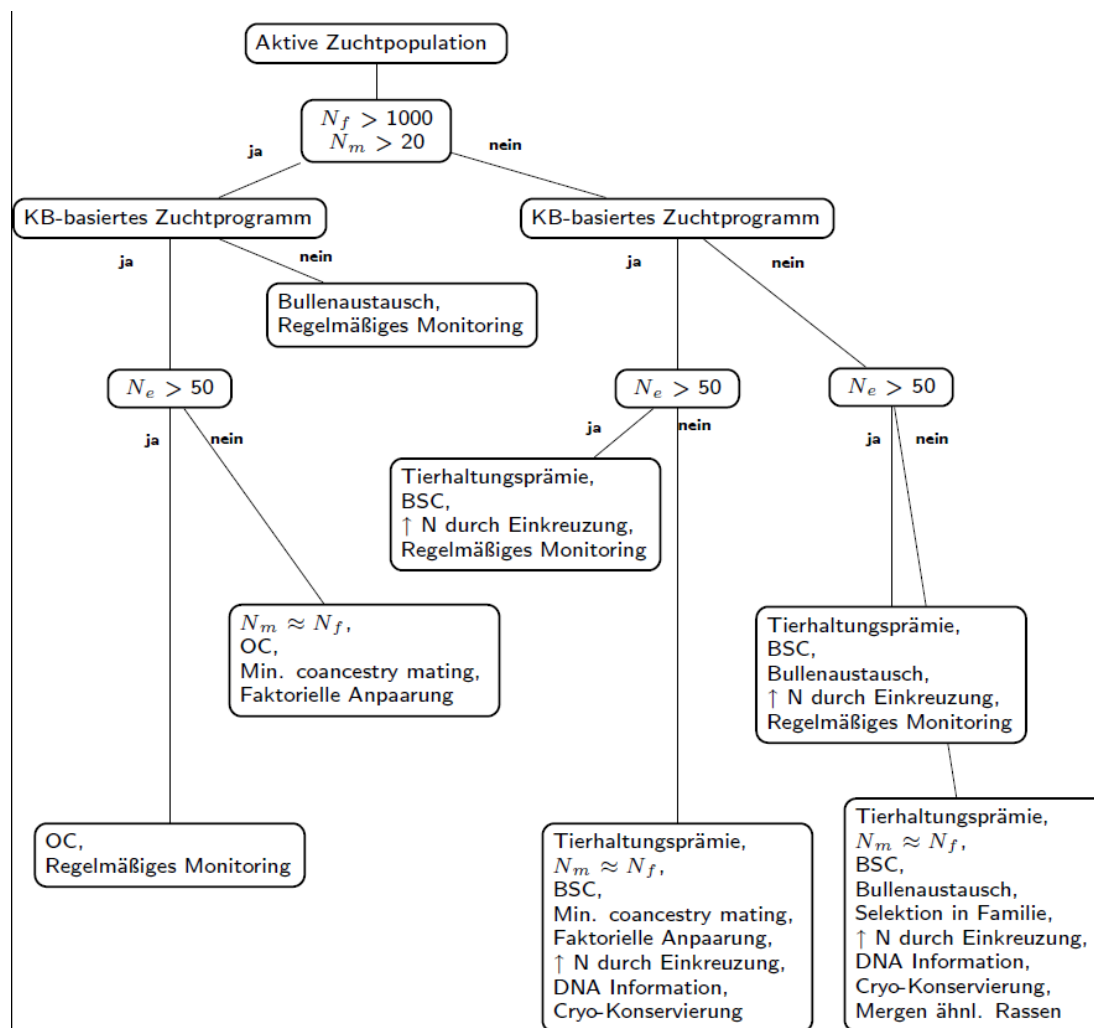 Aktive Zuchtpopulation
N_f > 1000
N_m > 20
ja
nein
KB-basiertes Zuchtprogramm
KB-basiertes Zuchtprogramm
ja
nein
ja
nein
Bullenaustausch,
Regelmäßiges Monitoring
N_e > 50
N_e > 50
N_e > 50
ja
nein
ja
nein
ja
nein
Tierhaltungsprämie,
BSC,
↑ N durch Einkreuzung,
Regelmäßiges Monitoring
N_m ≈ N_f,
OC,
Min. coancestry mating,
Faktorielle Anpaarung
Tierhaltungsprämie,
BSC,
Bullenaustausch,
↑ N durch Einkreuzung,
Regelmäßiges Monitoring
OC,
Regelmäßiges Monitoring
Tierhaltungsprämie,
N_m ≈ N_f,
BSC,
Min. coancestry mating,
Faktorielle Anpaarung,
↑ N durch Einkreuzung,
DNA Information,
Cryo-Konservierung
Tierhaltungsprämie,
N_m ≈ N_f,
BSC,
Bullenaustausch,
Selektion in Familie,
↑ N durch Einkreuzung,
DNA Information,
Cryo-Konservierung,
Mergen ähnl. Rassen